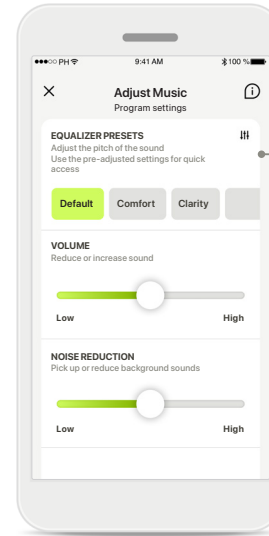 ●●●○○ PH 9:41 AM 100 %
Adjust Music
Program settings
EQUALIZER PRESETS
Adjust the pitch of the sound
Use the pre-adjusted settings for quick
access
Default Comfort Clarity
VOLUME
Reduce or increase sound
Low High
NOISE REDUCTION
Pick up or reduce background sounds
Low High